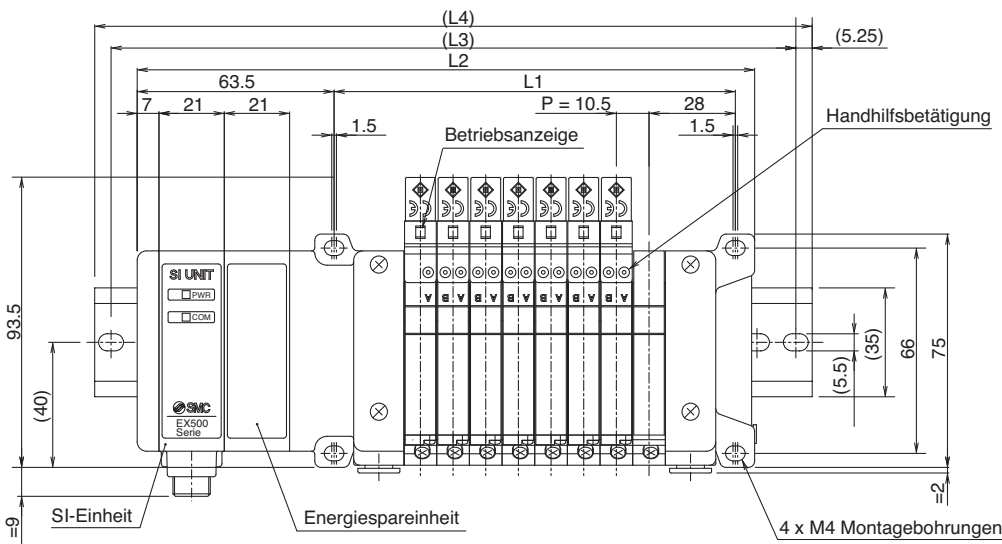 (L4)
(L3)
(5.25)
L2
63.5
L1
7
21
21
P = 10.5
28
1.5
Betriebsanzeige
1.5
Handhilfsbetätigung
SI UNIT
PWR
COM
A
B A
B A
B A
B A
B A
B A
93.5
(40)
(5.5)
(35)
66
75
SMC
EX500
Serie
≈9
SI-Einheit
Energiespareinheit
≈2
4 x M4 Montagebohrungen